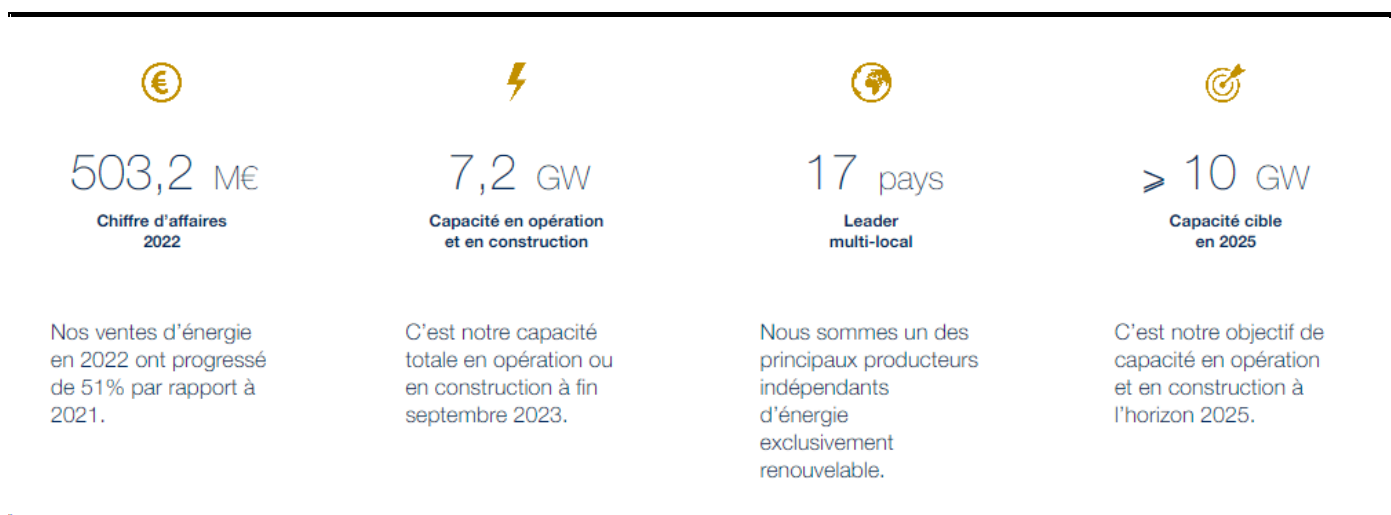 503,2 M€
Chiffre d’affaires
2022
Nos ventes d’énergie
en 2022 ont progressé
de 51% par rapport à
2021.
7,2 GW
Capacité en opération
et en construction
C’est notre capacité
totale en opération ou
en construction à fin
septembre 2023.
17 pays
Leader
multi-local
Nous sommes un des
principaux producteurs
indépendants
d’énergie
exclusivement
renouvelable.
⩾ 10 GW
Capacité cible
en 2025
C’est notre objectif de
capacité en opération
et en construction à
l’horizon 2025.